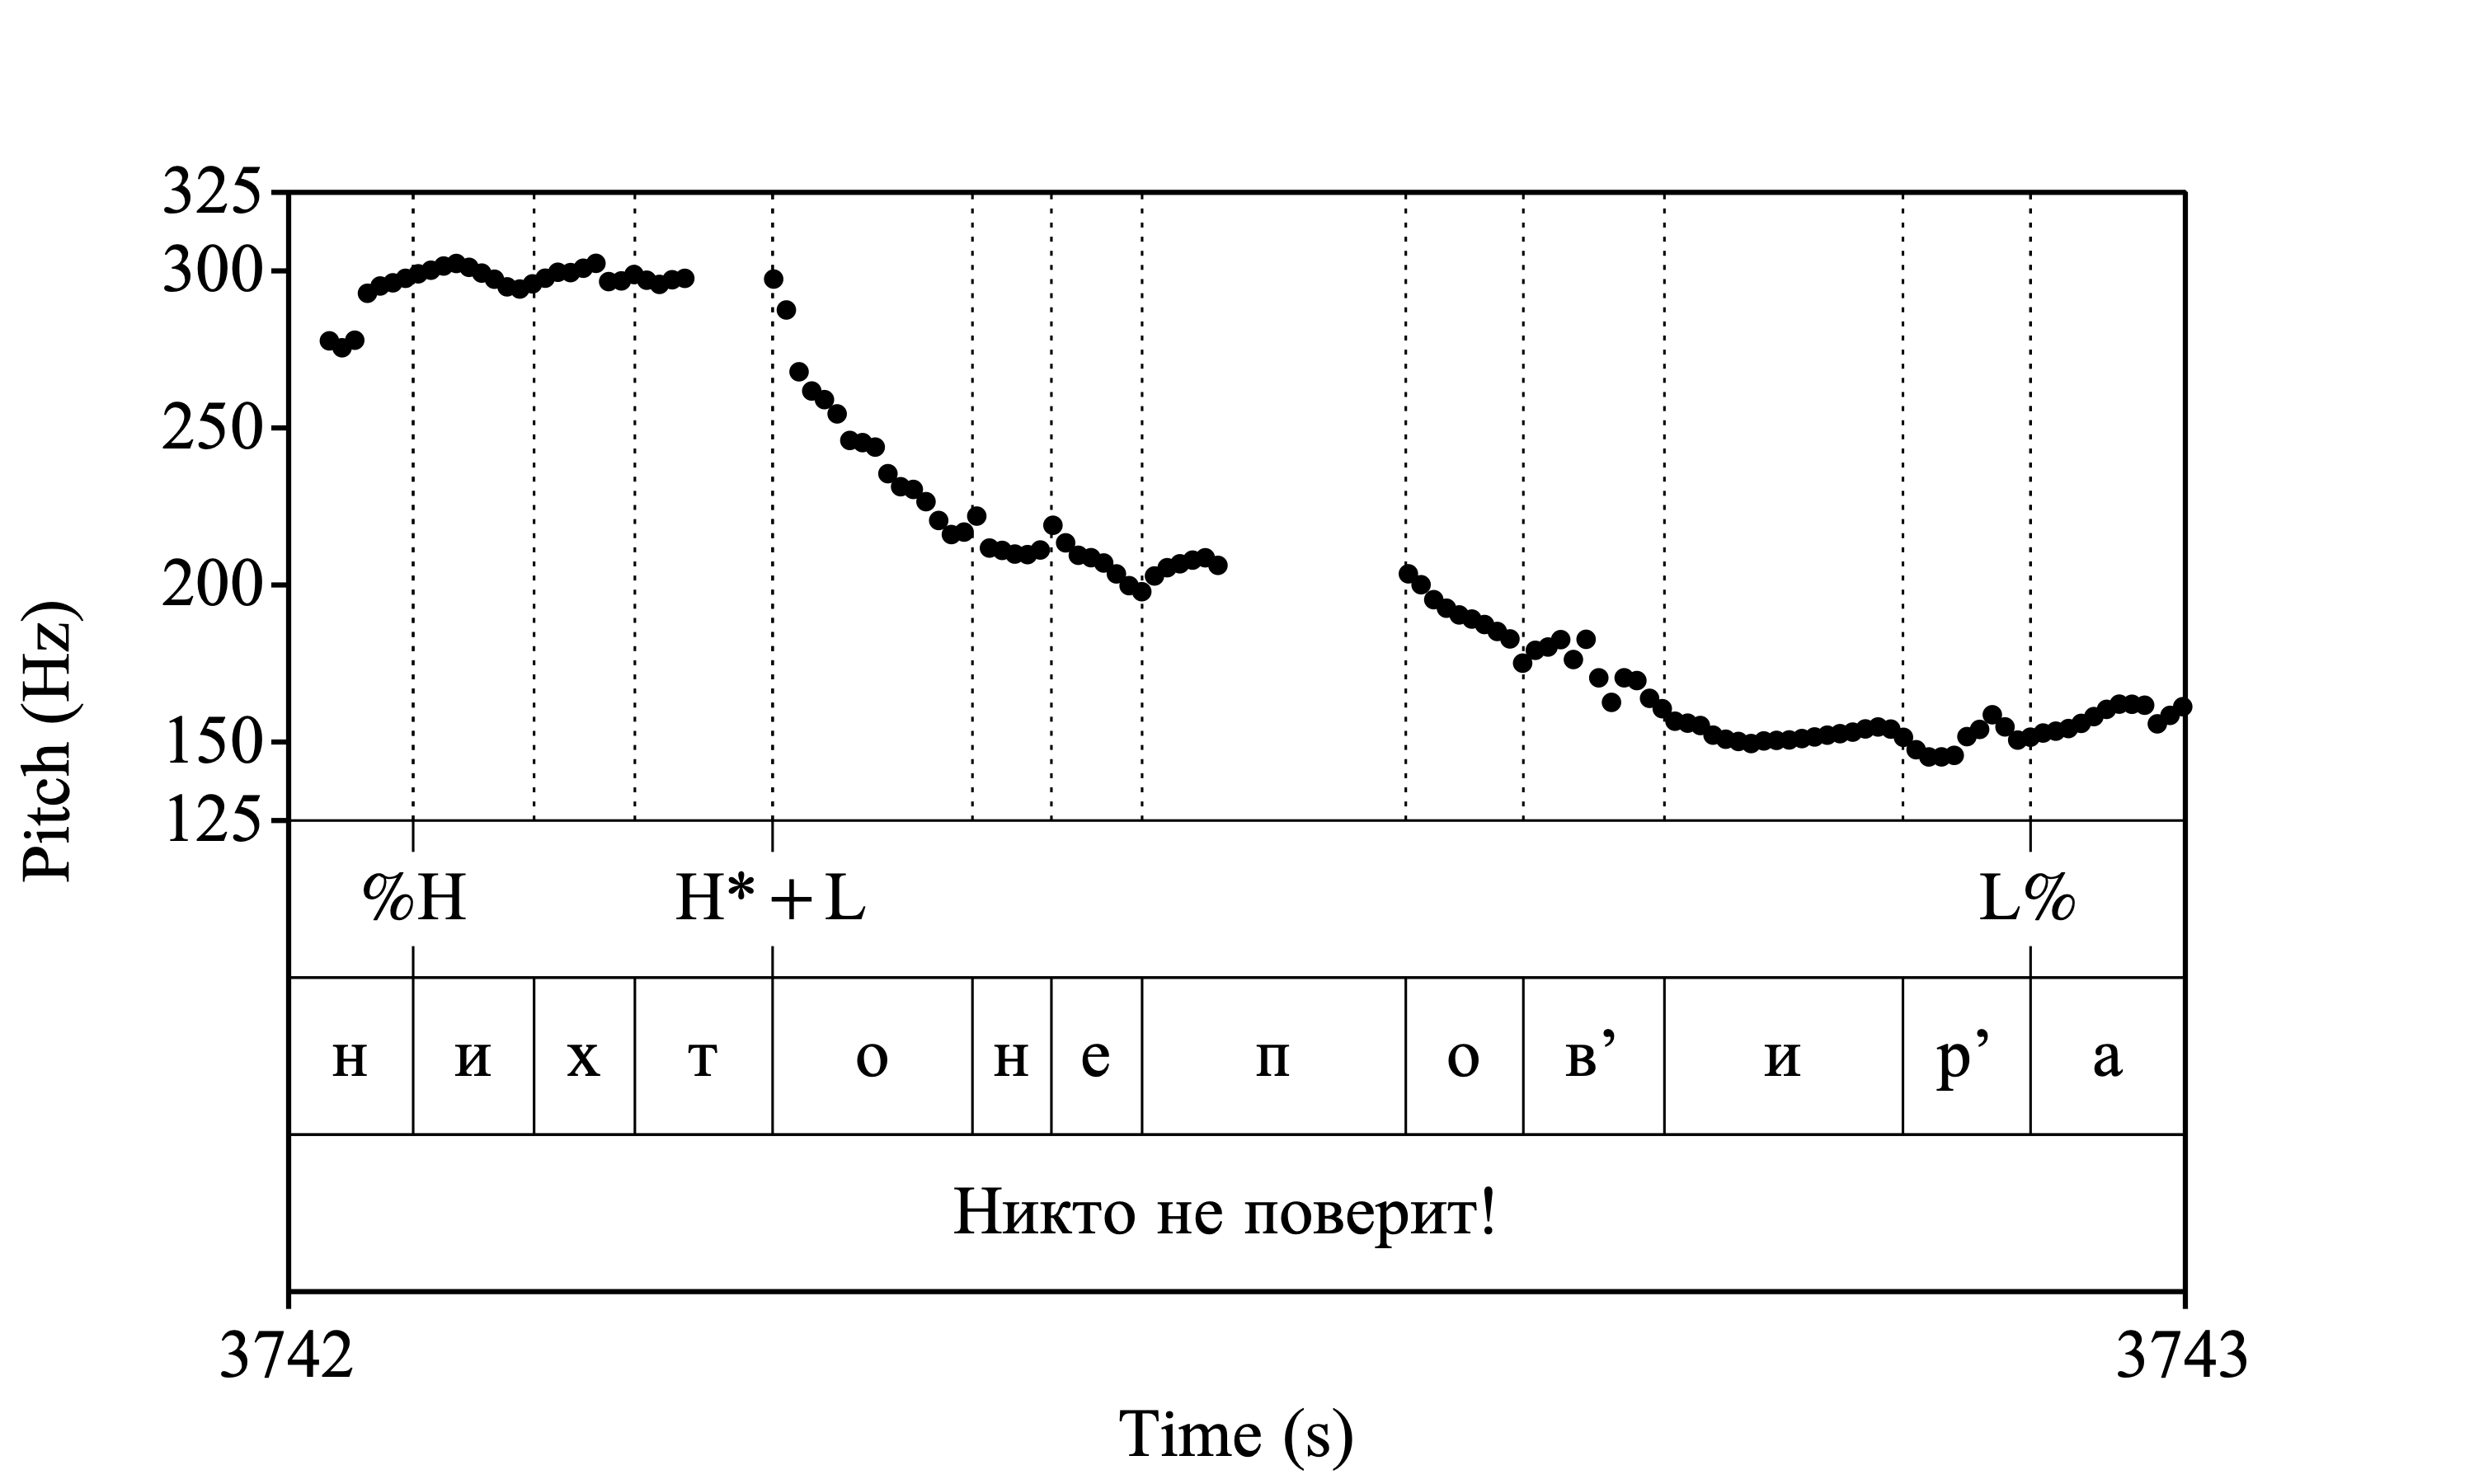 325
300
250
200
150
125
Pitch (Hz)
%H H*+L L%
н и х т о н е п о в’ и р’ а
Никто не поверит!
3742 3743
Time (s)